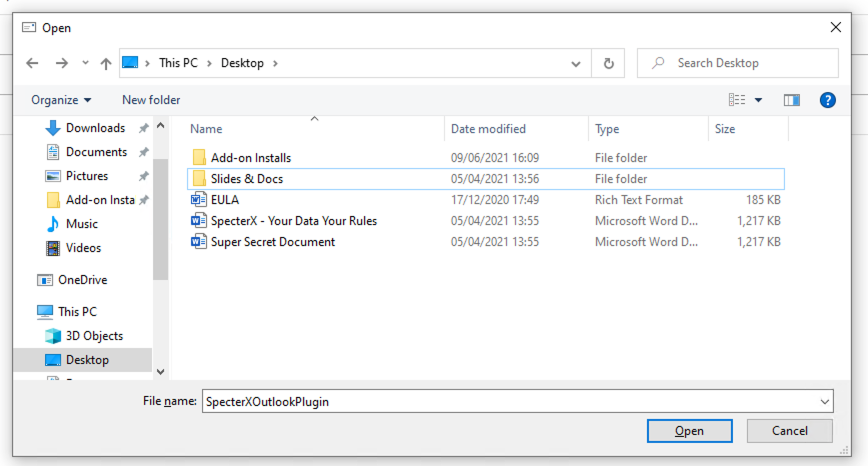 Open
This PC > Desktop >
Search Desktop
Organize
New folder
Name
Date modified
Type
Size
Downloads
Documents
Pictures
Add-on Insta
Music
Videos
OneDrive
This PC
3D Objects
Desktop
Add-on Installs 09/06/2021 16:09 File folder
Slides & Docs 05/04/2021 13:56 File folder
EULA 17/12/2020 17:49 Rich Text Format 185 KB
SpecterX - Your Data Your Rules 05/04/2021 13:55 Microsoft Word D... 1,217 KB
Super Secret Document 05/04/2021 13:55 Microsoft Word D... 1,217 KB
File name: SpecterXOutlookPlugin
Open
Cancel